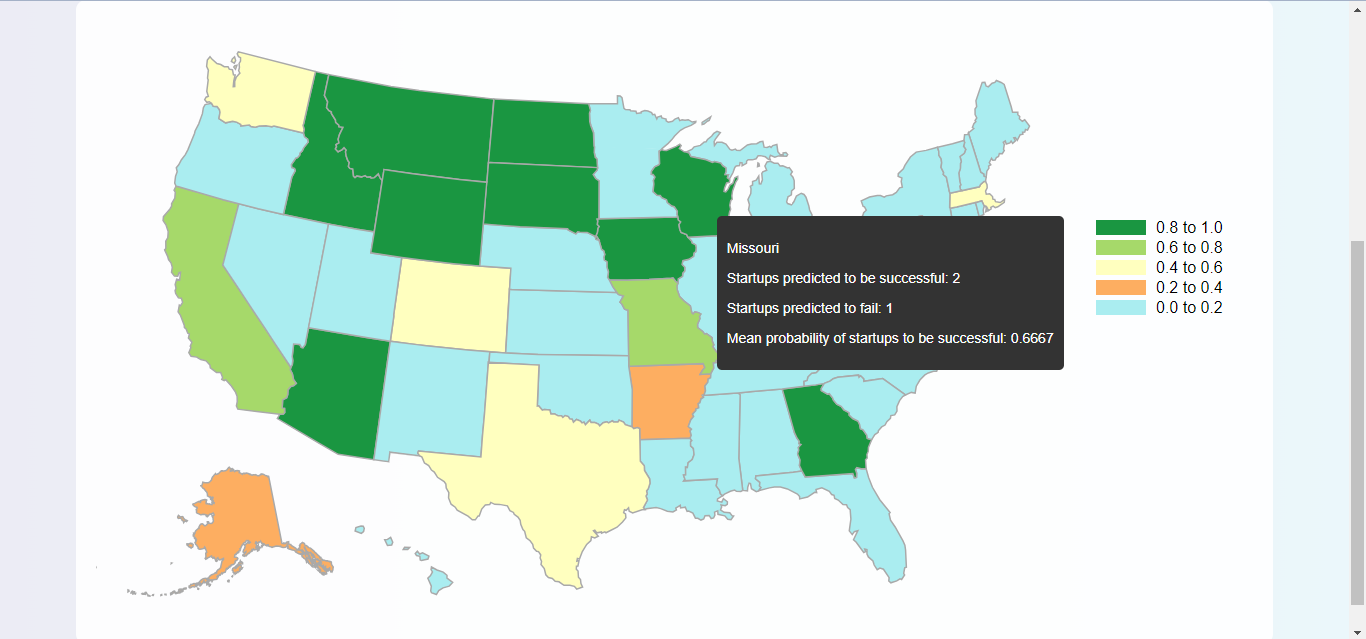 Missouri
Startups predicted to be successful: 2
Startups predicted to fail: 1
Mean probability of startups to be successful: 0.6667
0.8 to 1.0
0.6 to 0.8
0.4 to 0.6
0.2 to 0.4
0.0 to 0.2